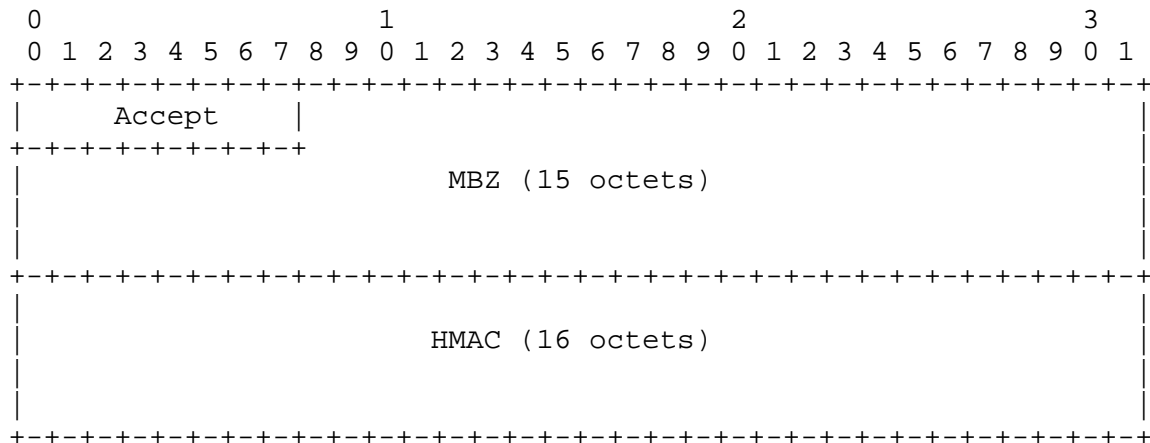 0                   1                   2                   3
 0 1 2 3 4 5 6 7 8 9 0 1 2 3 4 5 6 7 8 9 0 1 2 3 4 5 6 7 8 9 0 1
+-+-+-+-+-+-+-+-+-+-+-+-+-+-+-+-+-+-+-+-+-+-+-+-+-+-+-+-+-+-+-+-+
|     Accept    |                                               |
+-+-+-+-+-+-+-+-+                                               |
|                        MBZ (15 octets)                        |
|                                                               |
|                                                               |
+-+-+-+-+-+-+-+-+-+-+-+-+-+-+-+-+-+-+-+-+-+-+-+-+-+-+-+-+-+-+-+-+
|                                                               |
|                       HMAC (16 octets)                        |
|                                                               |
|                                                               |
+-+-+-+-+-+-+-+-+-+-+-+-+-+-+-+-+-+-+-+-+-+-+-+-+-+-+-+-+-+-+-+-+